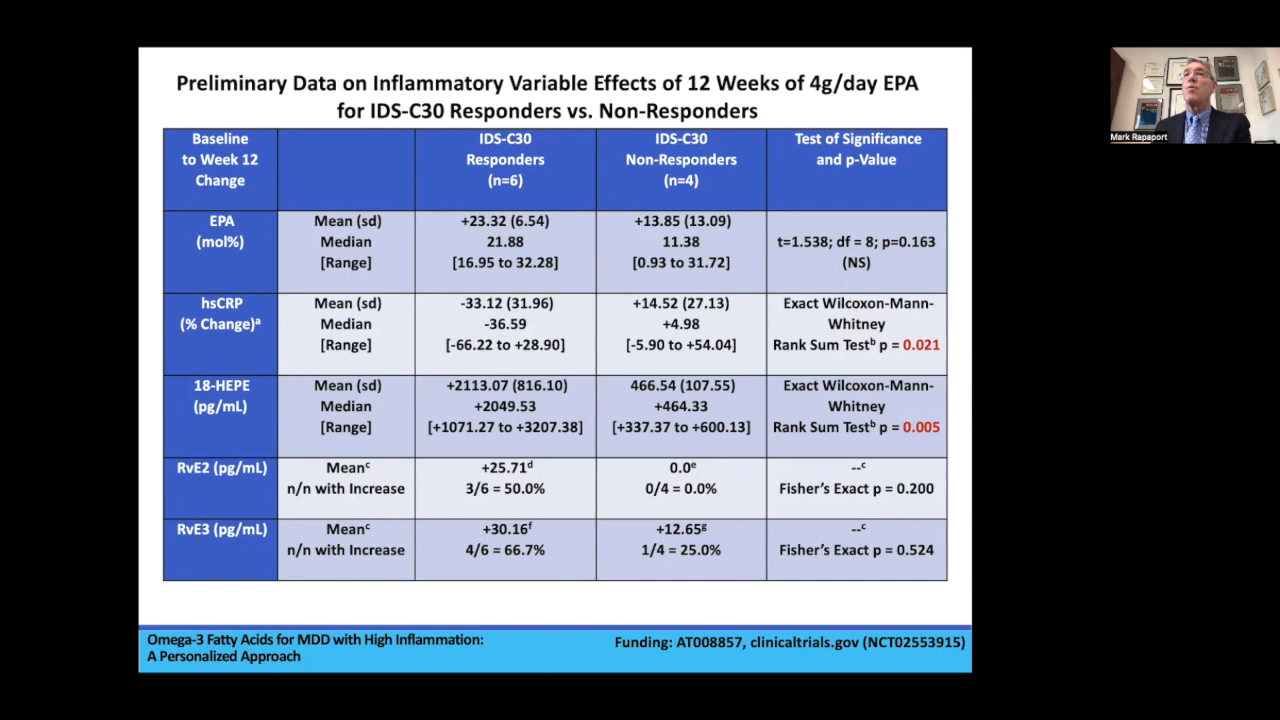 Preliminary Data on Inflammatory Variable Effects of 12 Weeks of 4g/day EPA
for IDS-C30 Responders vs. Non-Responders
Baseline
to Week 12
Change
IDS-C30
Responders
(n=6)
IDS-C30
Non-Responders
(n=4)
Test of Significance
and p-Value
EPA
(mol%)
Mean (sd)
Median
[Range]
+23.32 (6.54)
21.88
[16.95 to 32.28]
+13.85 (13.09)
11.38
[0.93 to 31.72]
t=1.538; df = 8; p=0.163
(NS)
hsCRP
(% Change)ᵃ
Mean (sd)
Median
[Range]
-33.12 (31.96)
-36.59
[-66.22 to +28.90]
+14.52 (27.13)
+4.98
[-5.90 to +54.04]
Exact Wilcoxon-Mann-
Whitney
Rank Sum Testᵇ p = 0.021
18-HEPE
(pg/mL)
Mean (sd)
Median
[Range]
+2113.07 (816.10)
+2049.53
[+1071.27 to +3207.38]
466.54 (107.55)
+464.33
[+337.37 to +600.13]
Exact Wilcoxon-Mann-
Whitney
Rank Sum Testᵇ p = 0.005
RvE2 (pg/mL)
Meanᶜ
n/n with Increase
+25.71ᵈ
3/6 = 50.0%
0.0ᵉ
0/4 = 0.0%
--ᶜ
Fisher's Exact p = 0.200
RvE3 (pg/mL)
Meanᶜ
n/n with Increase
+30.16ᶠ
4/6 = 66.7%
+12.65ᵍ
1/4 = 25.0%
--ᶜ
Fisher's Exact p = 0.524
Omega-3 Fatty Acids for MDD with High Inflammation:
A Personalized Approach
Funding: AT008857, clinicaltrials.gov (NCT02553915)
Mark Rapaport